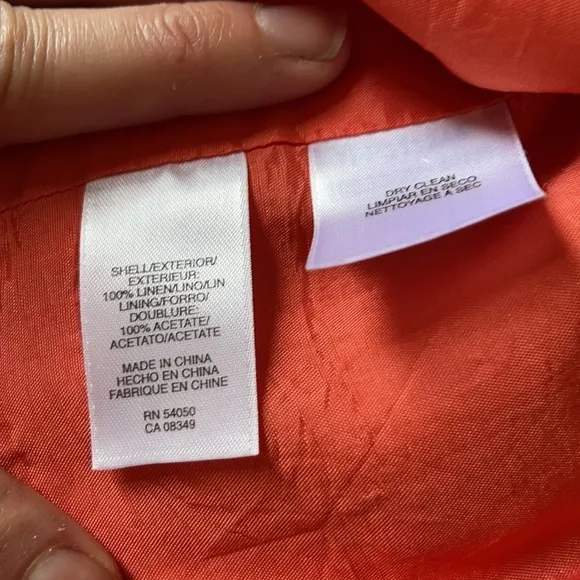 SHELL/EXTERIOR/
EXTERIEUR:
100% LINEN/LINO/LIN
LINING/FORRO/
DOUBLURE:
100% ACETATE/
ACETATO/ACETATE
MADE IN CHINA
HECHO EN CHINA
FABRIQUE EN CHINE
RN 54050
CA 08349
DRY CLEAN
LIMPIAR EN SECO
NETTOYAGE A SEC